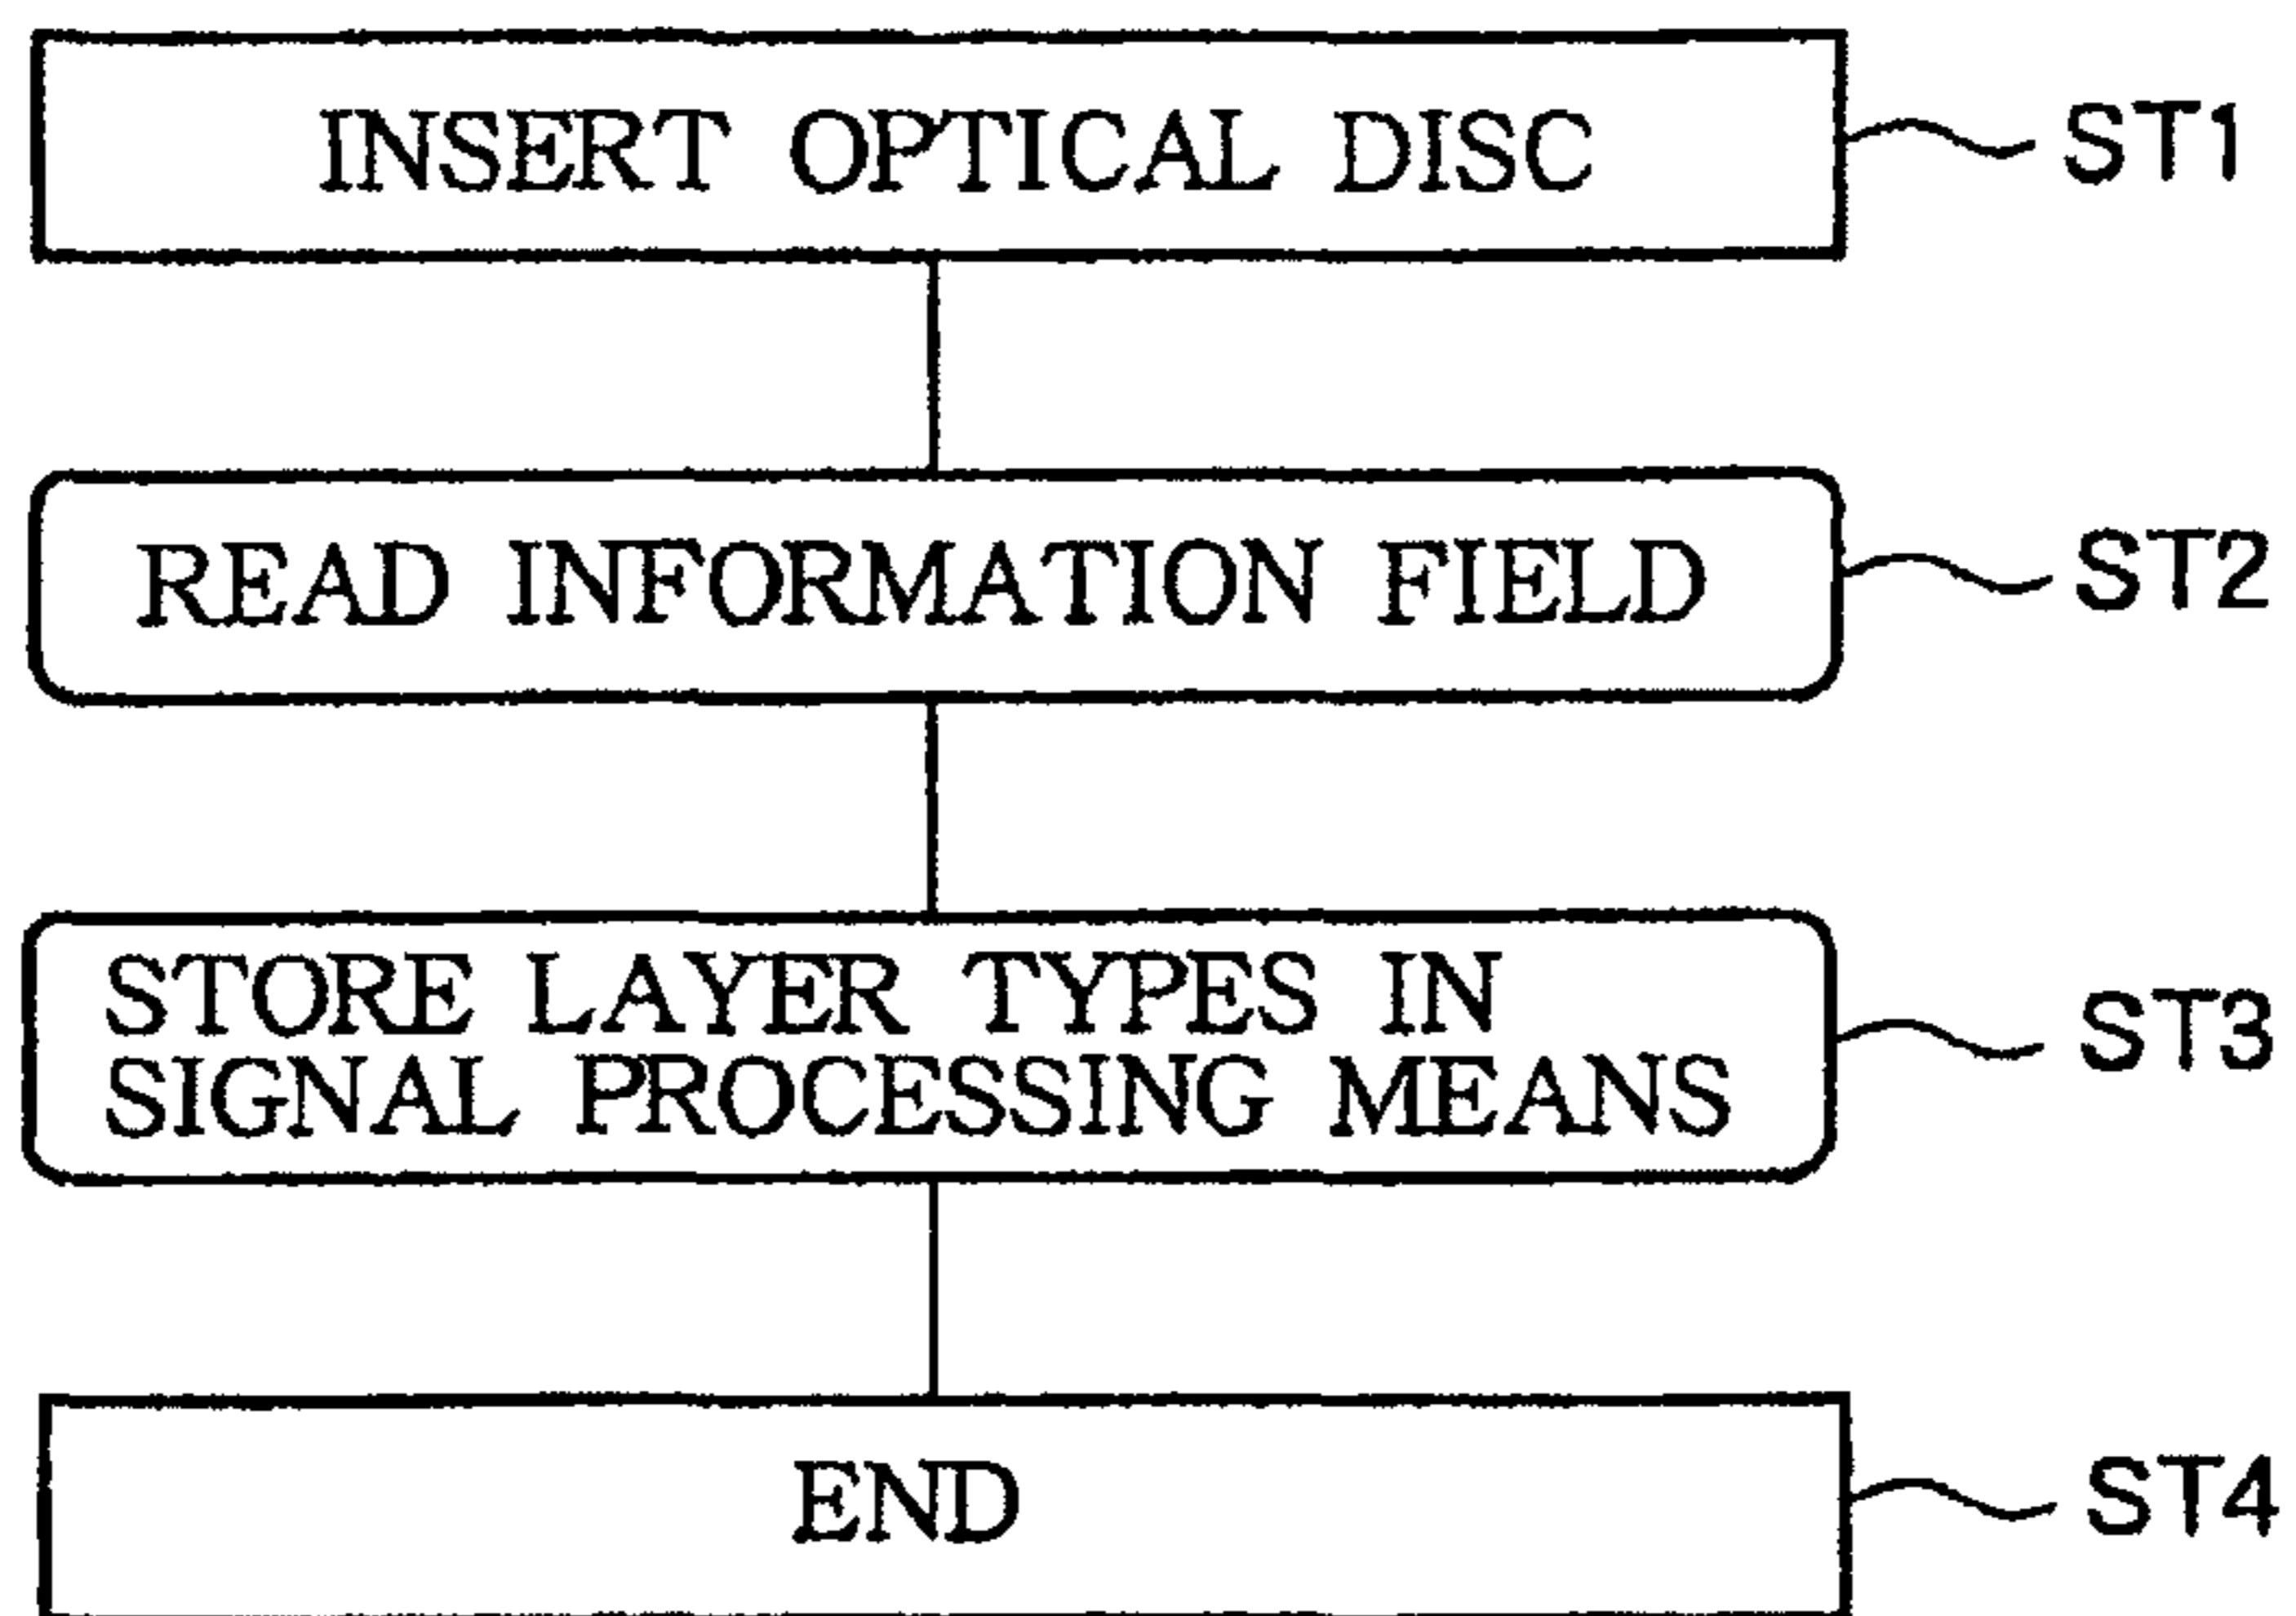 INSERT OPTICAL DISC
ST1
READ INFORMATION FIELD
ST2
STORE LAYER TYPES IN
SIGNAL PROCESSING MEANS
ST3
END
ST4